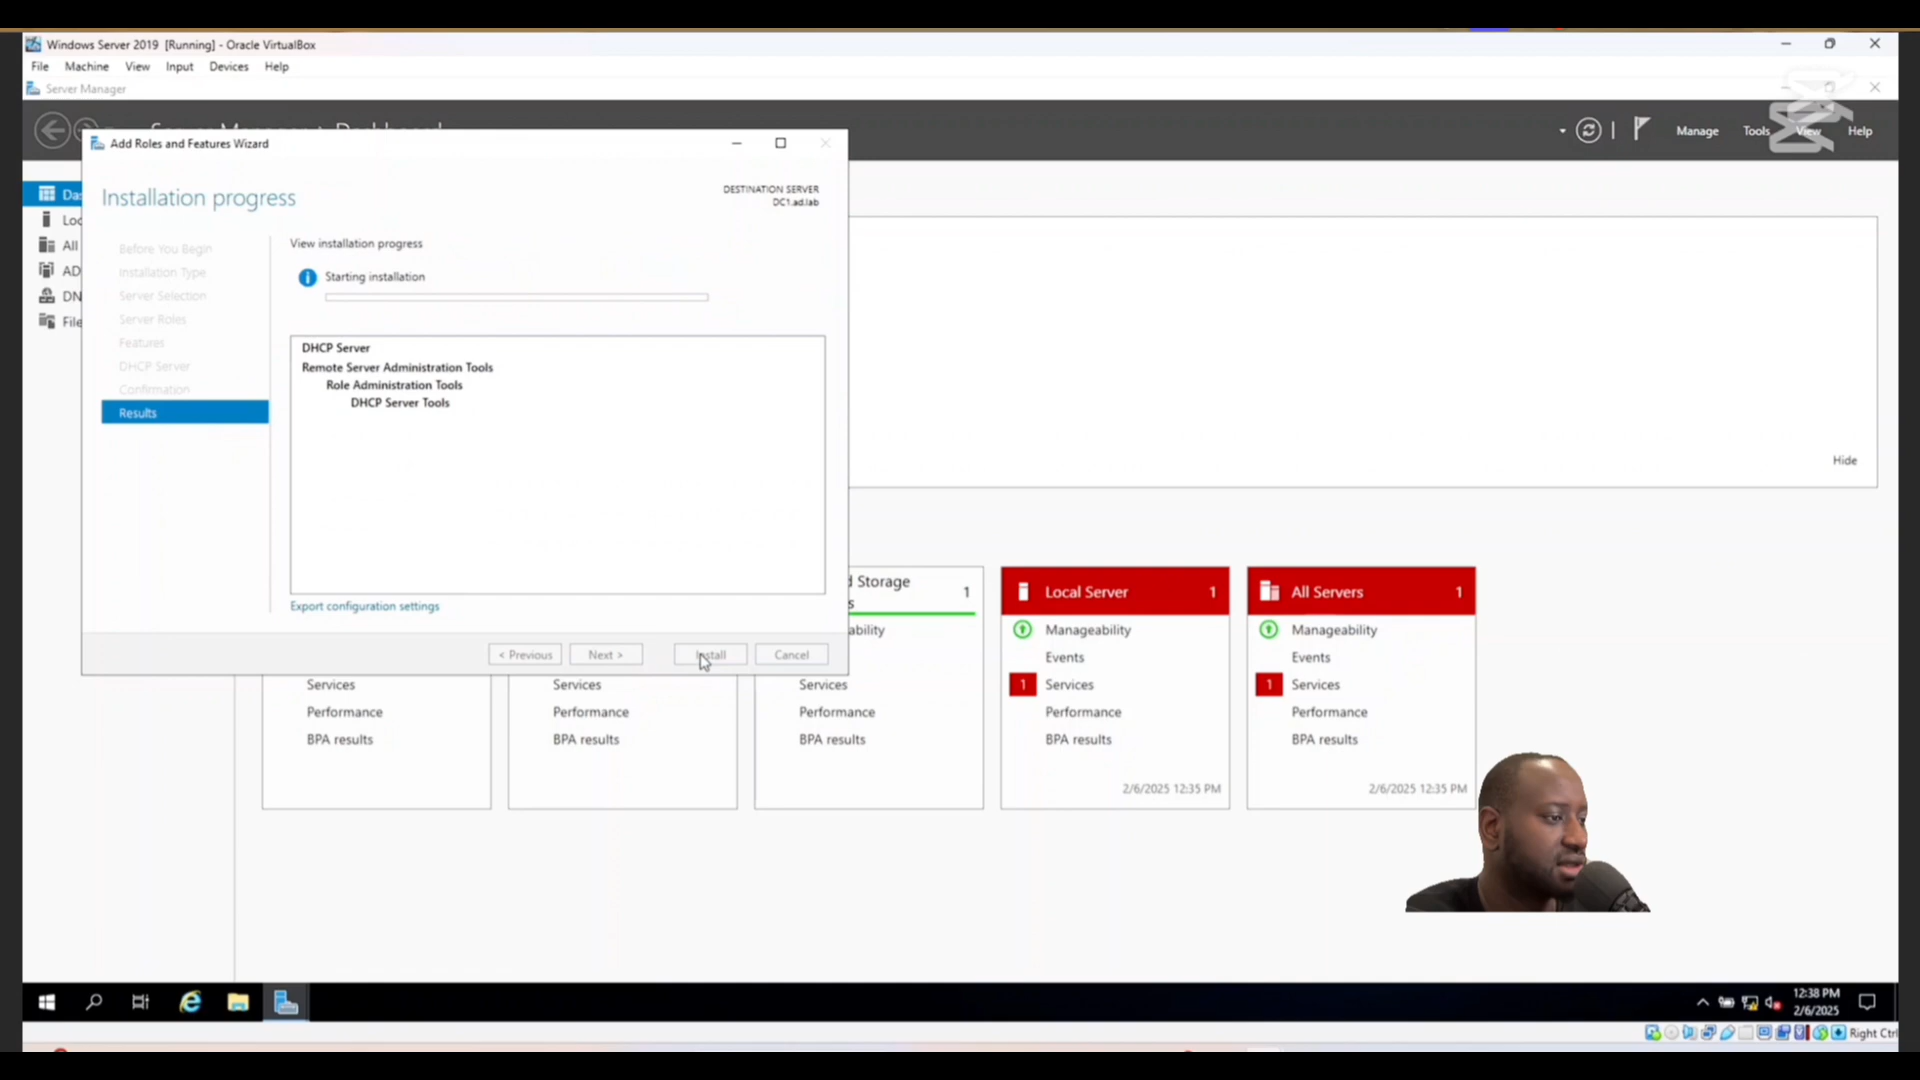 Windows Server 2019 [Running] - Oracle VirtualBox
File Machine View Input Devices Help
Server Manager
Manage Tools View Help
Add Roles and Features Wizard
Installation progress
DESTINATION SERVER
DC1.ad.lab
Before You Begin
Installation Type
Server Selection
Server Roles
Features
DHCP Server
Confirmation
Results
View installation progress
Starting installation
DHCP Server
Remote Server Administration Tools
Role Administration Tools
DHCP Server Tools
Export configuration settings
< Previous Next > Install Cancel
Das
Loc
All
AD
DN
File
Hide
Services
Performance
BPA results
Services
Performance
BPA results
d Storage 1
s
ability
Services
Performance
BPA results
Local Server 1
Manageability
Events
1 Services
Performance
BPA results
2/6/2025 12:35 PM
All Servers 1
Manageability
Events
1 Services
Performance
BPA results
2/6/2025 12:35 PM
12:38 PM
2/6/2025
Right Ctrl